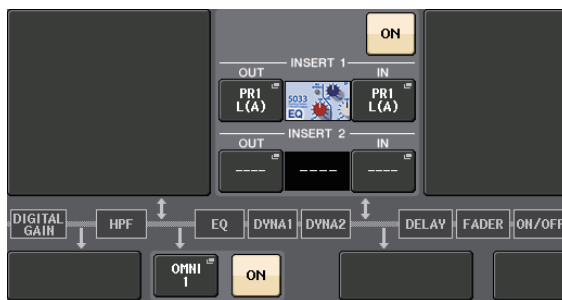 ON
INSERT 1
OUT IN
PR1 L(A)
5033 EQ
PR1 L(A)
INSERT 2
OUT IN
----
----
----
DIGITAL GAIN
HPF
EQ
DYNA1
DYNA2
DELAY
FADER
ON/OFF
OMNI 1
ON